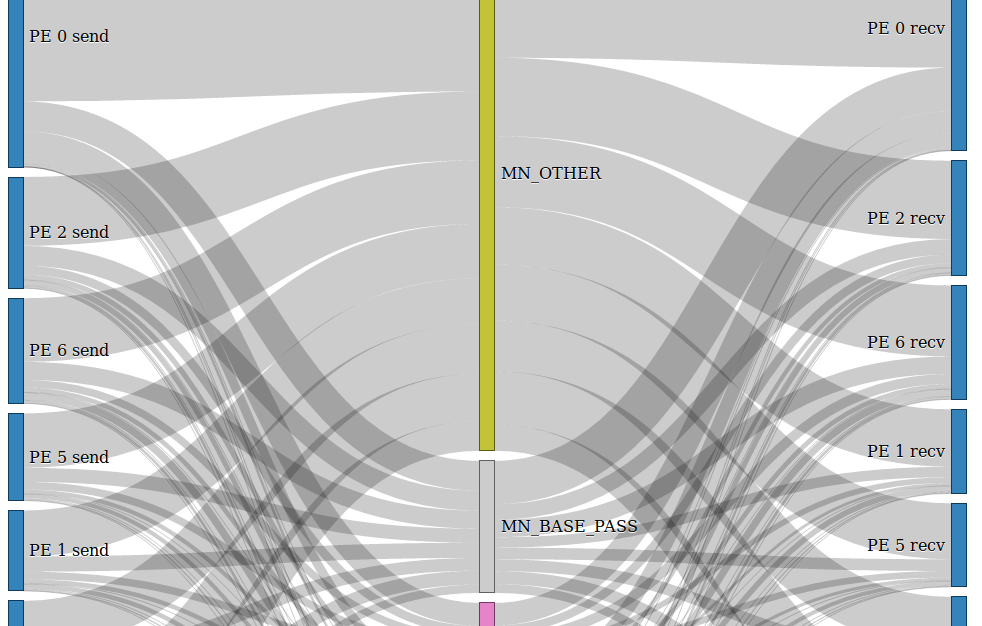 PE 0 send
PE 2 send
PE 6 send
PE 5 send
PE 1 send
MN_OTHER
MN_BASE_PASS
PE 0 recv
PE 2 recv
PE 6 recv
PE 1 recv
PE 5 recv